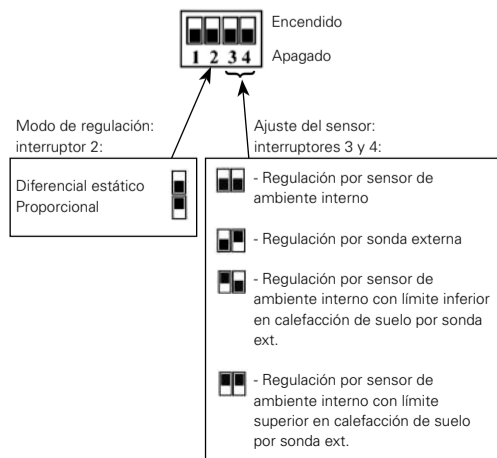 Encendido
1 2 3 4
Apagado
Modo de regulación:
interruptor 2:
Diferencial estático
Proporcional
Ajuste del sensor:
interruptores 3 y 4:
- Regulación por sensor de
ambiente interno
- Regulación por sonda externa
- Regulación por sensor de
ambiente interno con límite inferior
en calefacción de suelo por sonda
ext.
- Regulación por sensor de
ambiente interno con límite
superior en calefacción de suelo
por sonda ext.